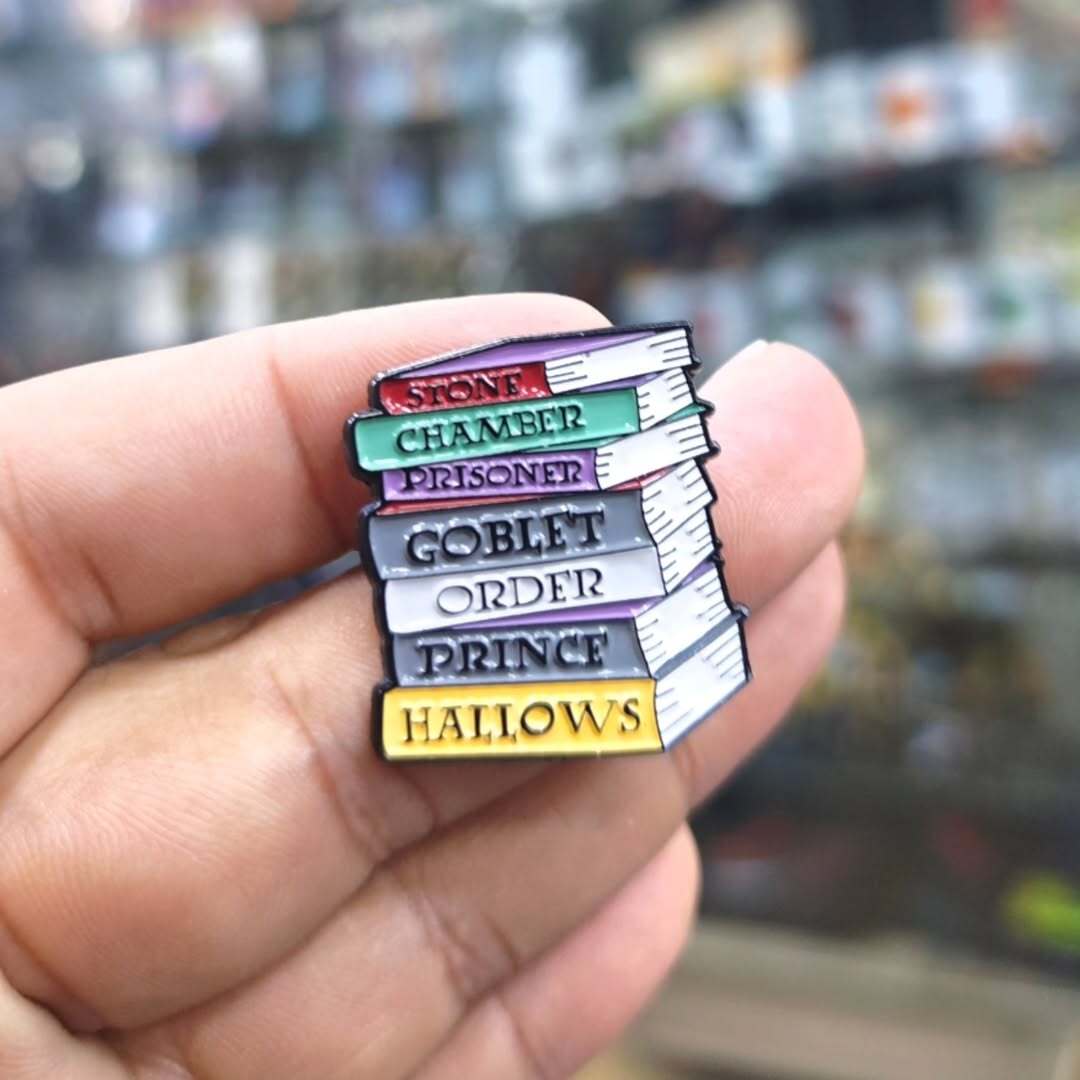 STONE
CHAMBER
PRISONER
GOBLET
ORDER
PRINCE
HALLOWS